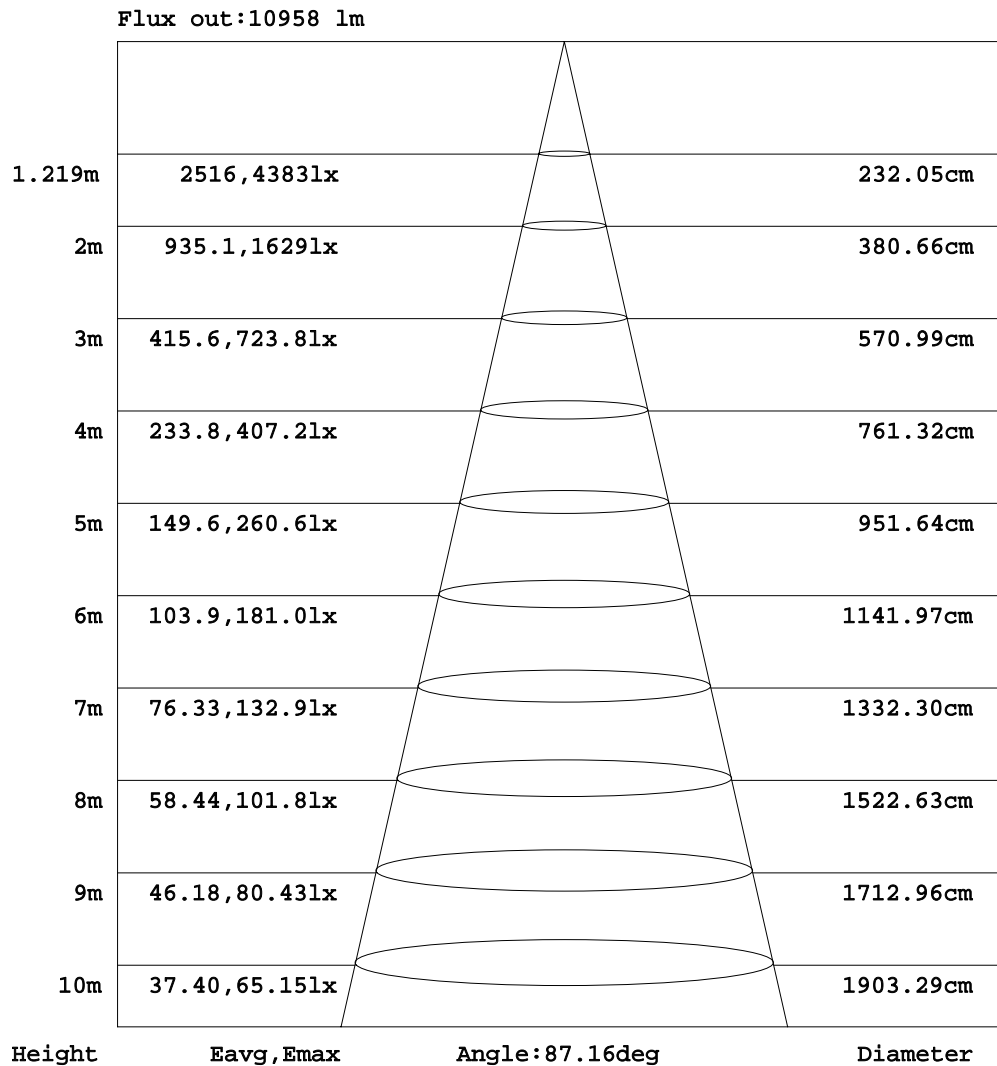 Flux out:10958 lm
1.219m 2516,4383lx 232.05cm
2m 935.1,1629lx 380.66cm
3m 415.6,723.8lx 570.99cm
4m 233.8,407.2lx 761.32cm
5m 149.6,260.6lx 951.64cm
6m 103.9,181.0lx 1141.97cm
7m 76.33,132.9lx 1332.30cm
8m 58.44,101.8lx 1522.63cm
9m 46.18,80.43lx 1712.96cm
10m 37.40,65.15lx 1903.29cm
Height Eavg,Emax Angle:87.16deg Diameter